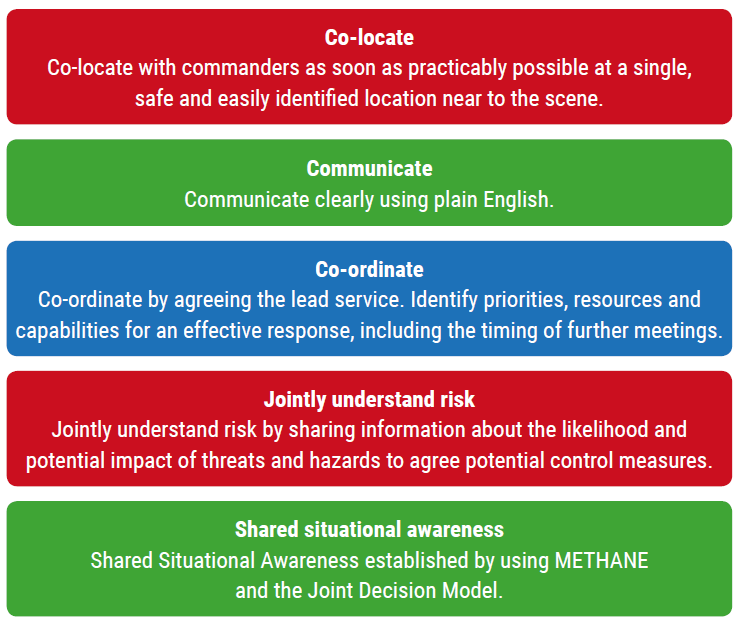 Co-locate
Co-locate with commanders as soon as practicably possible at a single,
safe and easily identified location near to the scene.
Communicate
Communicate clearly using plain English.
Co-ordinate
Co-ordinate by agreeing the lead service. Identify priorities, resources and
capabilities for an effective response, including the timing of further meetings.
Jointly understand risk
Jointly understand risk by sharing information about the likelihood and
potential impact of threats and hazards to agree potential control measures.
Shared situational awareness
Shared Situational Awareness established by using METHANE
and the Joint Decision Model.